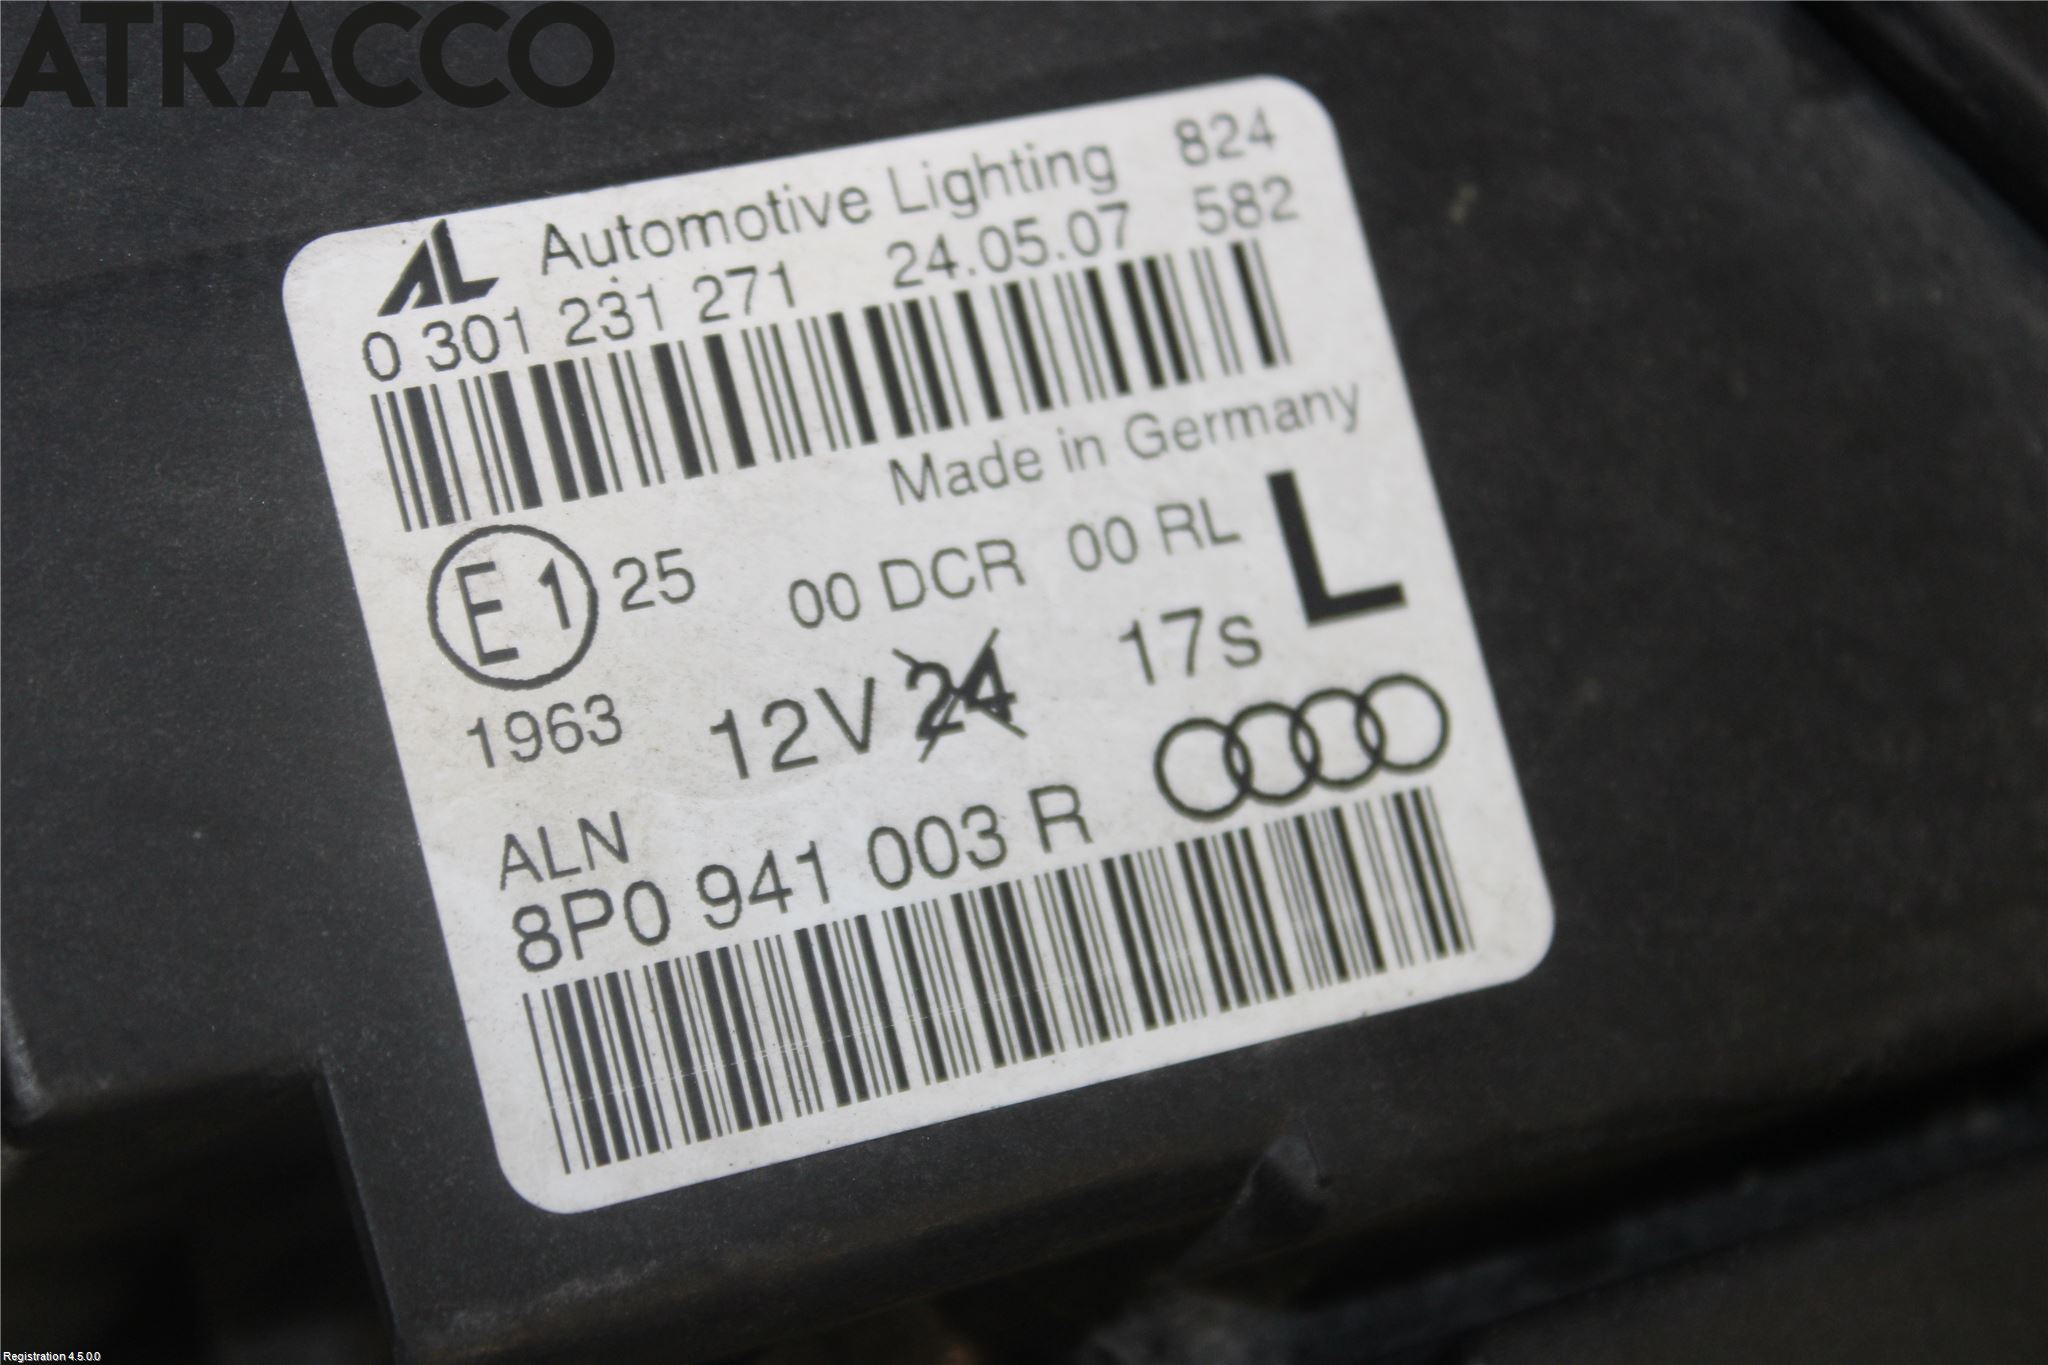 ATRACCO
AL Automotive Lighting 824
0 301 231 271 24.05.07 582
Made in Germany
E1 25 00 DCR 00 RL L
1963 12V 24 17s
ALN
8P0 941 003 R
Registration 4.5.0.0